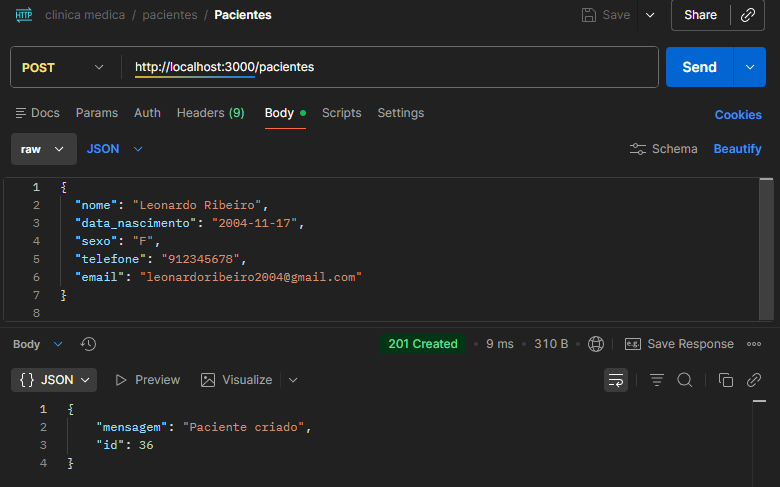 HTTP clinica medica / pacientes / Pacientes Save Share
POST http://localhost:3000/pacientes Send
Docs Params Auth Headers (9) Body Scripts Settings Cookies
raw JSON Schema Beautify
1 {
2 "nome": "Leonardo Ribeiro",
3 "data_nascimento": "2004-11-17",
4 "sexo": "F",
5 "telefone": "912345678",
6 "email": "leonardoribeiro2004@gmail.com"
7 }
8
Body 201 Created 9 ms 310 B e.g. Save Response
{} JSON Preview Visualize
1 {
2 "mensagem": "Paciente criado",
3 "id": 36
4 }